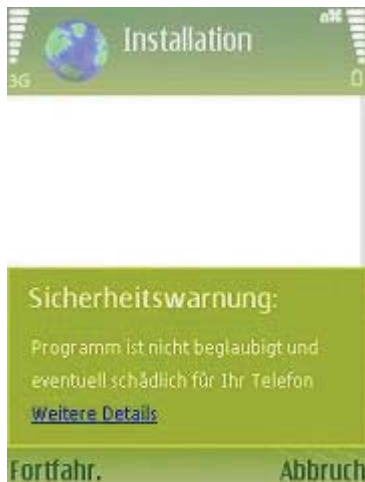 Installation
3G
Sicherheitswarnung:
Programm ist nicht beglaubigt und
eventuell schädlich für Ihr Telefon
Weitere Details
Fortfahr.
Abbruch